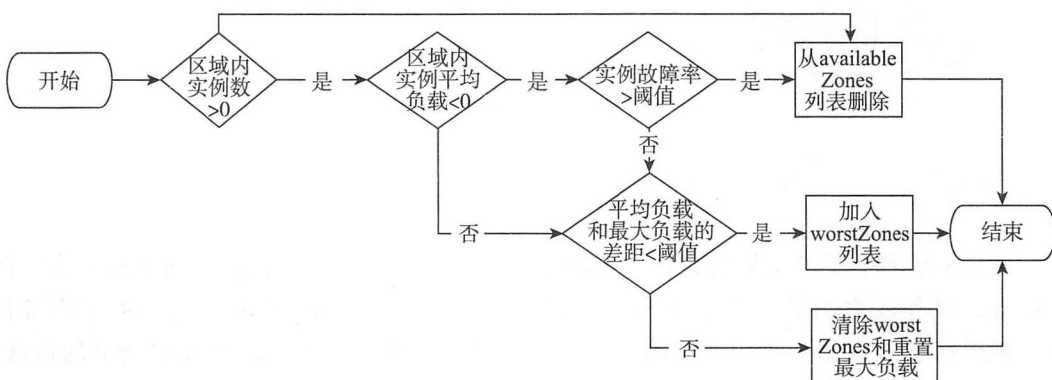 开始
区域内
实例数
>0
是
区域内
实例平均
负载<0
是
实例故障率
>阈值
是
从available
Zones
列表删除
否
否
平均负载
和最大负载的
差距<阈值
是
加入
worstZones
列表
结束
否
清除worst
Zones和重置
最大负载